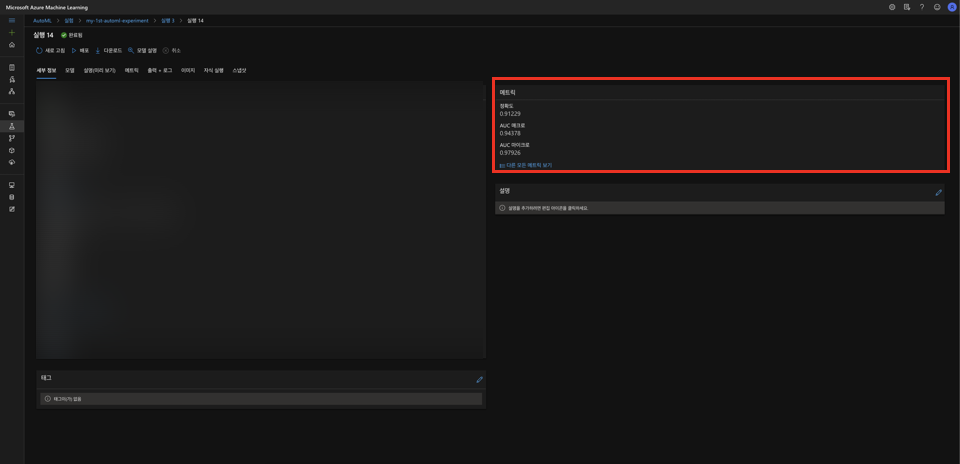 Microsoft Azure Machine Learning
AutoML > 실험 > my-1st-automl-experiment > 실행 3 > 실행 14
실행 14 완료됨
새로 고침 배포 다운로드 모델 설명 취소
세부 정보 모델 설명(미리 보기) 메트릭 출력 + 로그 이미지 자식 실행 스냅샷
메트릭
정확도
0.91229
AUC 매크로
0.94378
AUC 마이크로
0.97926
다른 모든 메트릭 보기
설명
설명을 추가하려면 편집 아이콘을 클릭하세요.
태그
태그이(가) 없음